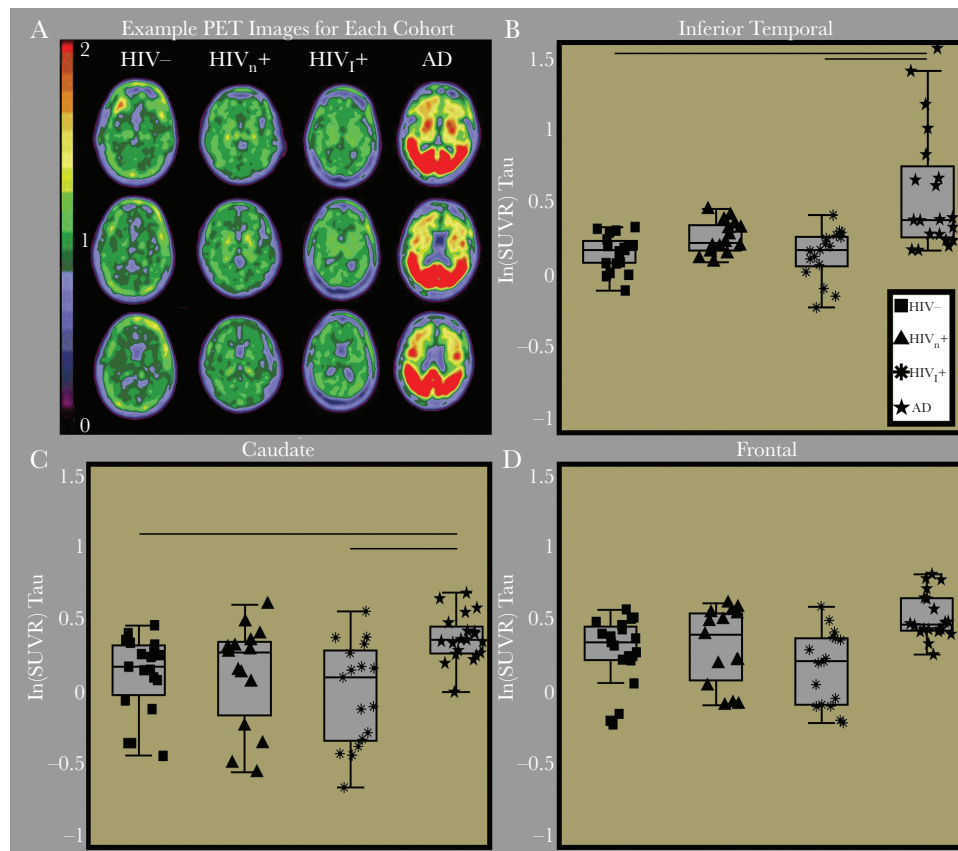 A
Example PET Images for Each Cohort
2
HIV– HIVn+ HIVI+ AD
1
0
B
Inferior Temporal
ln(SUVR) Tau
1.5
1
0.5
0
–0.5
–1
HIV–
HIVn+
HIVI+
AD
C
Caudate
ln(SUVR) Tau
1.5
1
0.5
0
–0.5
–1
D
Frontal
ln(SUVR) Tau
1.5
1
0.5
0
–0.5
–1